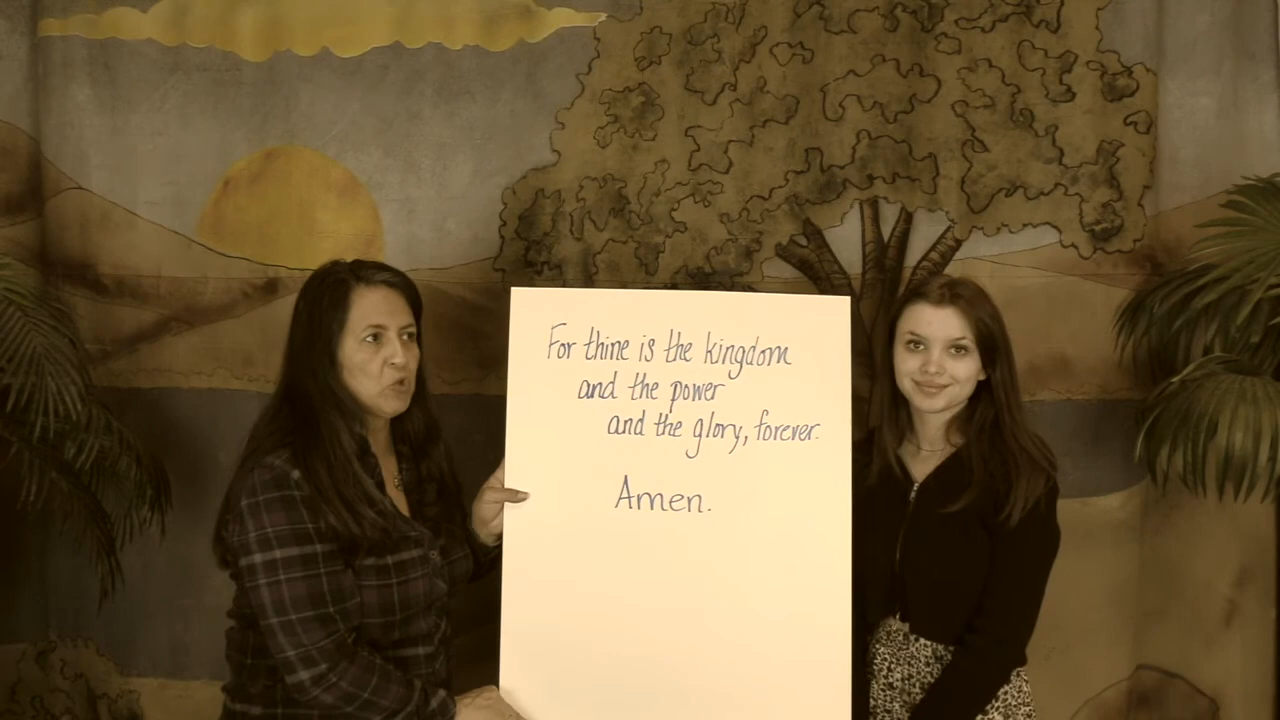 For thine is the kingdom
and the power
and the glory, forever.
Amen.